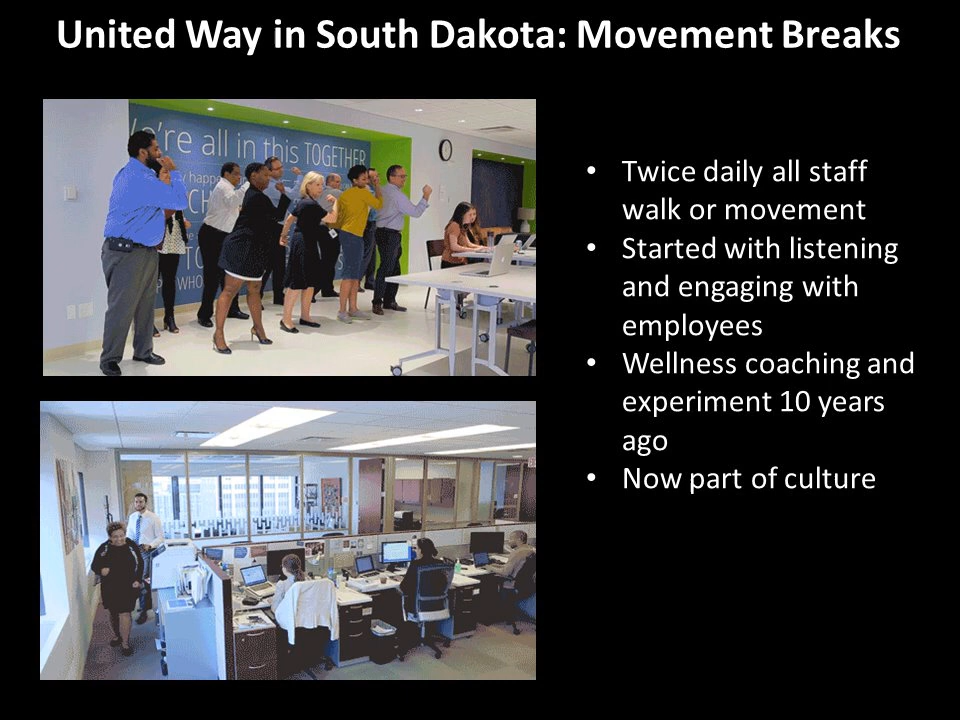 United Way in South Dakota: Movement Breaks
We're all in this TOGETHER
• Twice daily all staff
walk or movement
• Started with listening
and engaging with
employees
• Wellness coaching and
experiment 10 years
ago
• Now part of culture